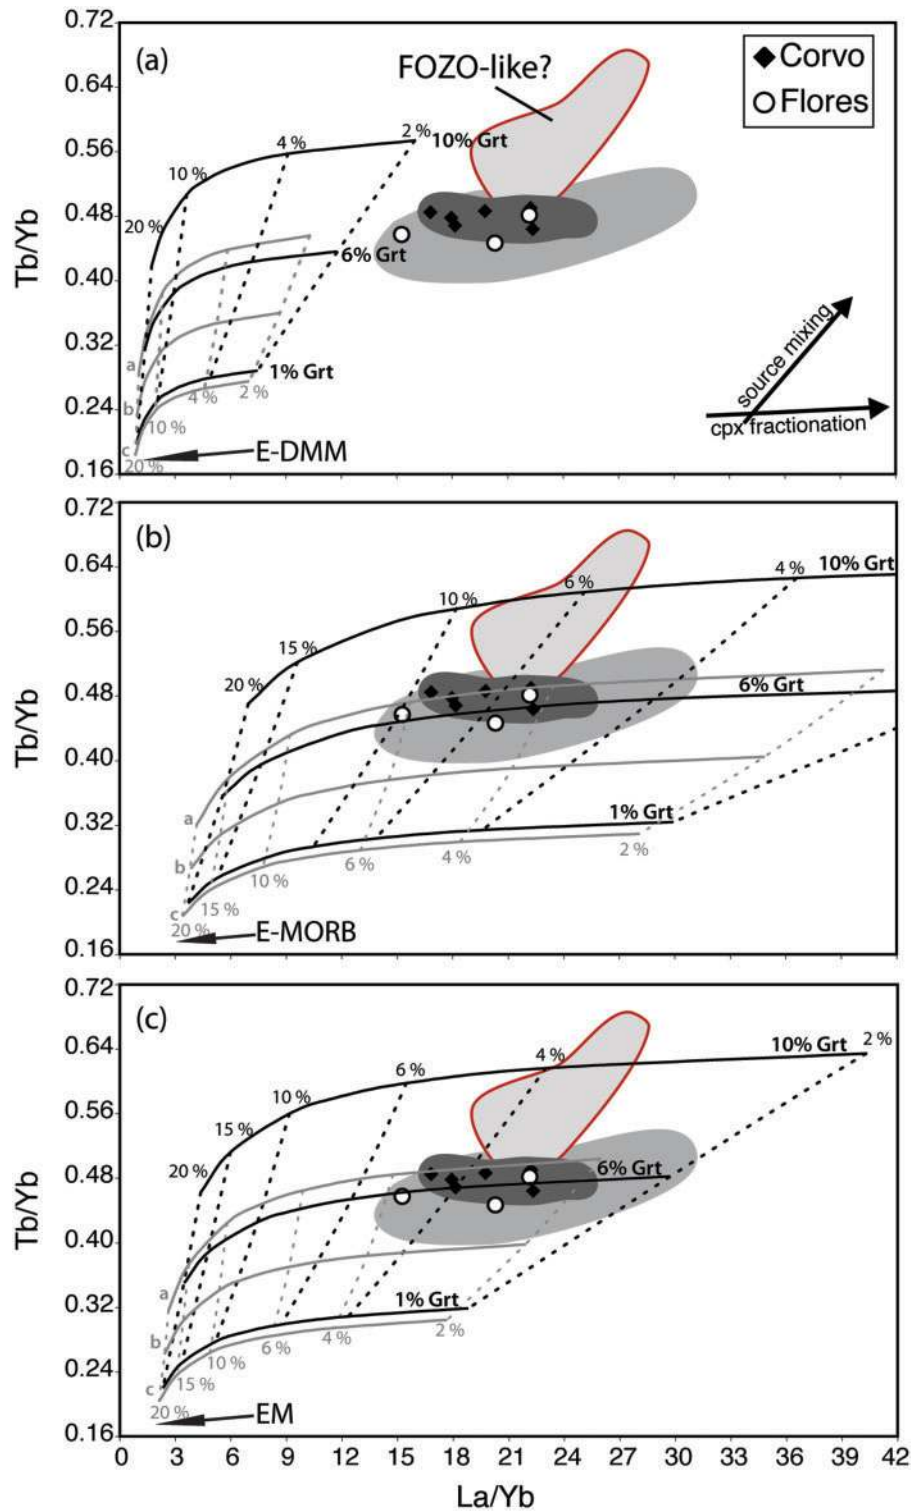 0.72
(a)
FOZO-like?
Corvo
Flores
0.64
0.56
0.48
0.40
0.32
0.24
0.16
Tb/Yb
20 %
10 %
4 %
2 %
10% Grt
6% Grt
1% Grt
a
b
c
20 %
10 %
4 %
2 %
E-DMM
source mixing
cpx fractionation
0.72
(b)
0.64
0.56
0.48
0.40
0.32
0.24
0.16
Tb/Yb
20 %
15 %
10 %
6 %
4 %
10% Grt
6% Grt
1% Grt
a
b
c
20 %
15 %
10 %
6 %
4 %
2 %
E-MORB
0.72
(c)
0.64
0.56
0.48
0.40
0.32
0.24
0.16
Tb/Yb
20 %
15 %
10 %
6 %
4 %
10% Grt
2 %
6% Grt
1% Grt
a
b
c
20 %
15 %
10 %
6 %
4 %
2 %
EM
0 3 6 9 12 15 18 21 24 27 30 33 36 39 42
La/Yb